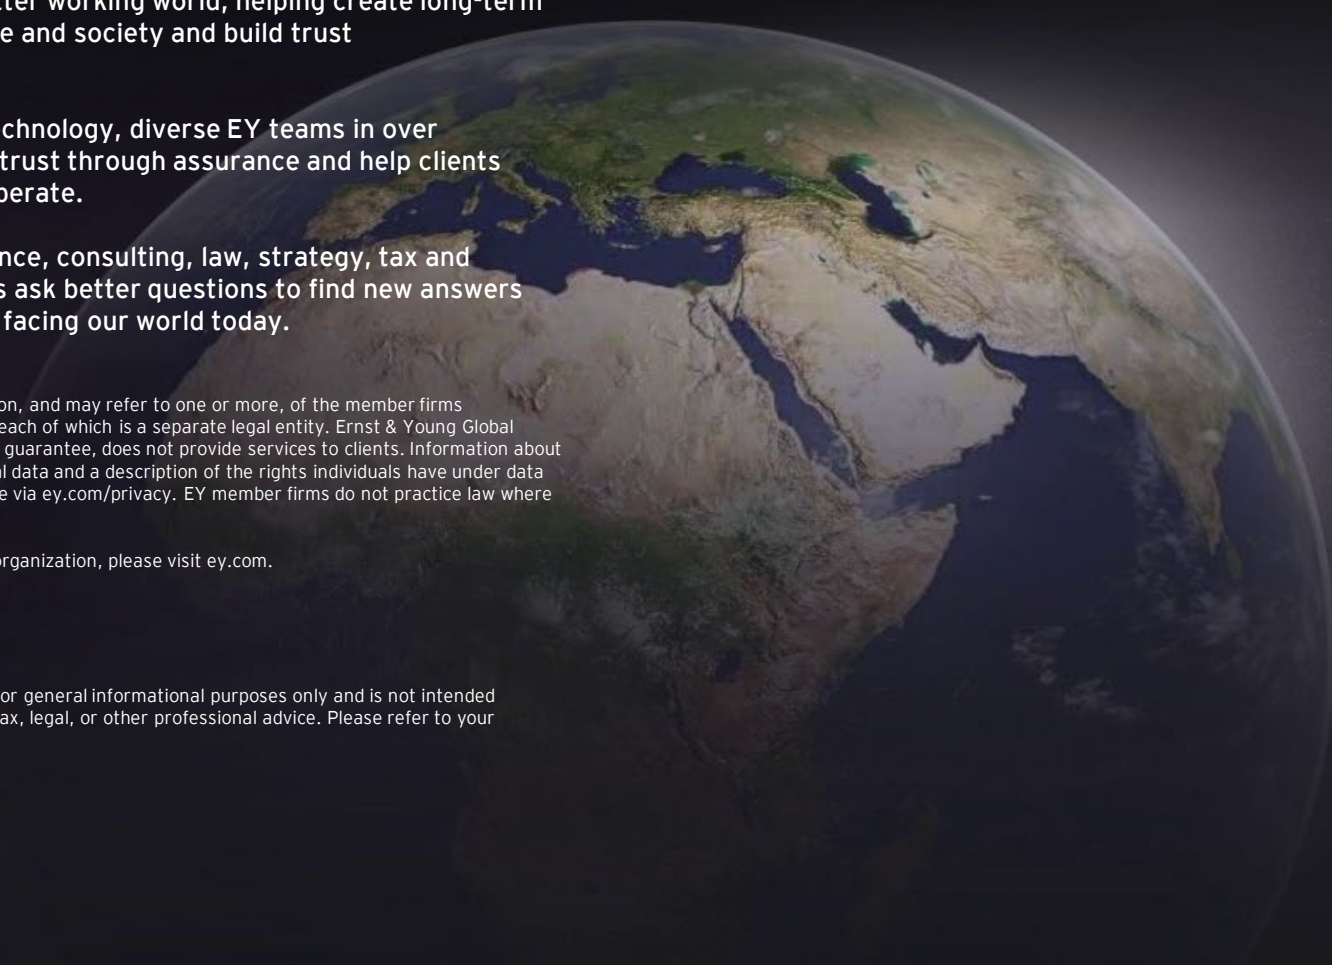 tter working world, helping create long-term
e and society and build trust
chnology, diverse EY teams in over
trust through assurance and help clients
perate.
nce, consulting, law, strategy, tax and
s ask better questions to find new answers
facing our world today.
on, and may refer to one or more, of the member firms
each of which is a separate legal entity. Ernst & Young Global
guarantee, does not provide services to clients. Information about
l data and a description of the rights individuals have under data
e via ey.com/privacy. EY member firms do not practice law where
organization, please visit ey.com.
or general informational purposes only and is not intended
ax, legal, or other professional advice. Please refer to your